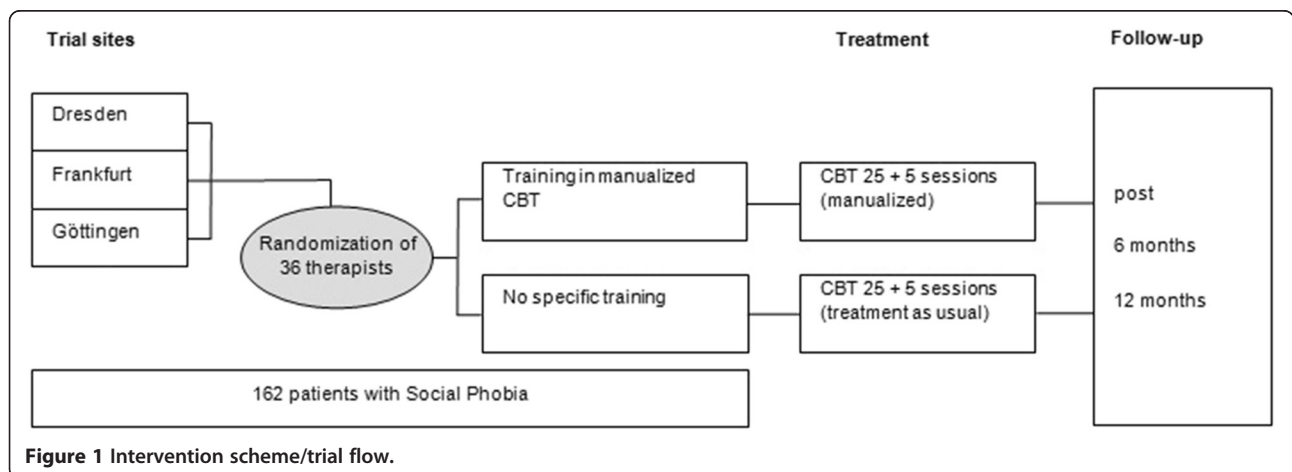 Trial sites
Treatment
Follow-up
Dresden
Frankfurt
Göttingen
Randomization of
36 therapists
Training in manualized
CBT
No specific training
CBT 25 + 5 sessions
(manualized)
CBT 25 + 5 sessions
(treatment as usual)
post
6 months
12 months
162 patients with Social Phobia
Figure 1 Intervention scheme/trial flow.